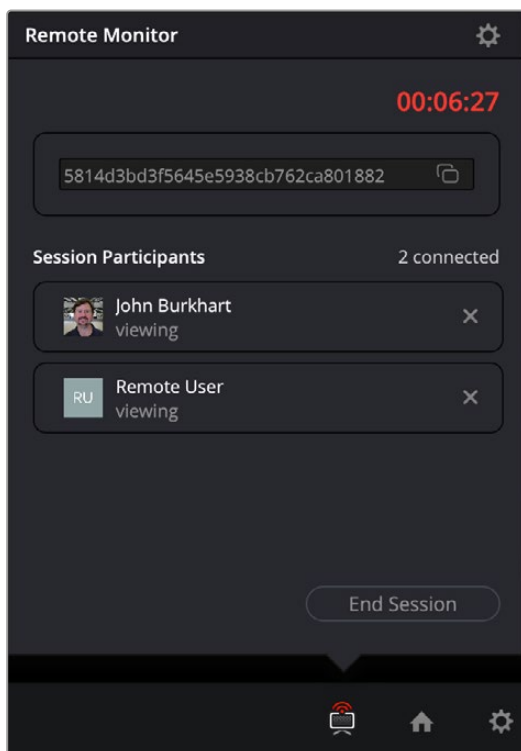 Remote Monitor
00:06:27
5814d3bd3f5645e5938cb762ca801882
Session Participants
2 connected
John Burkhart
viewing
RU
Remote User
viewing
End Session